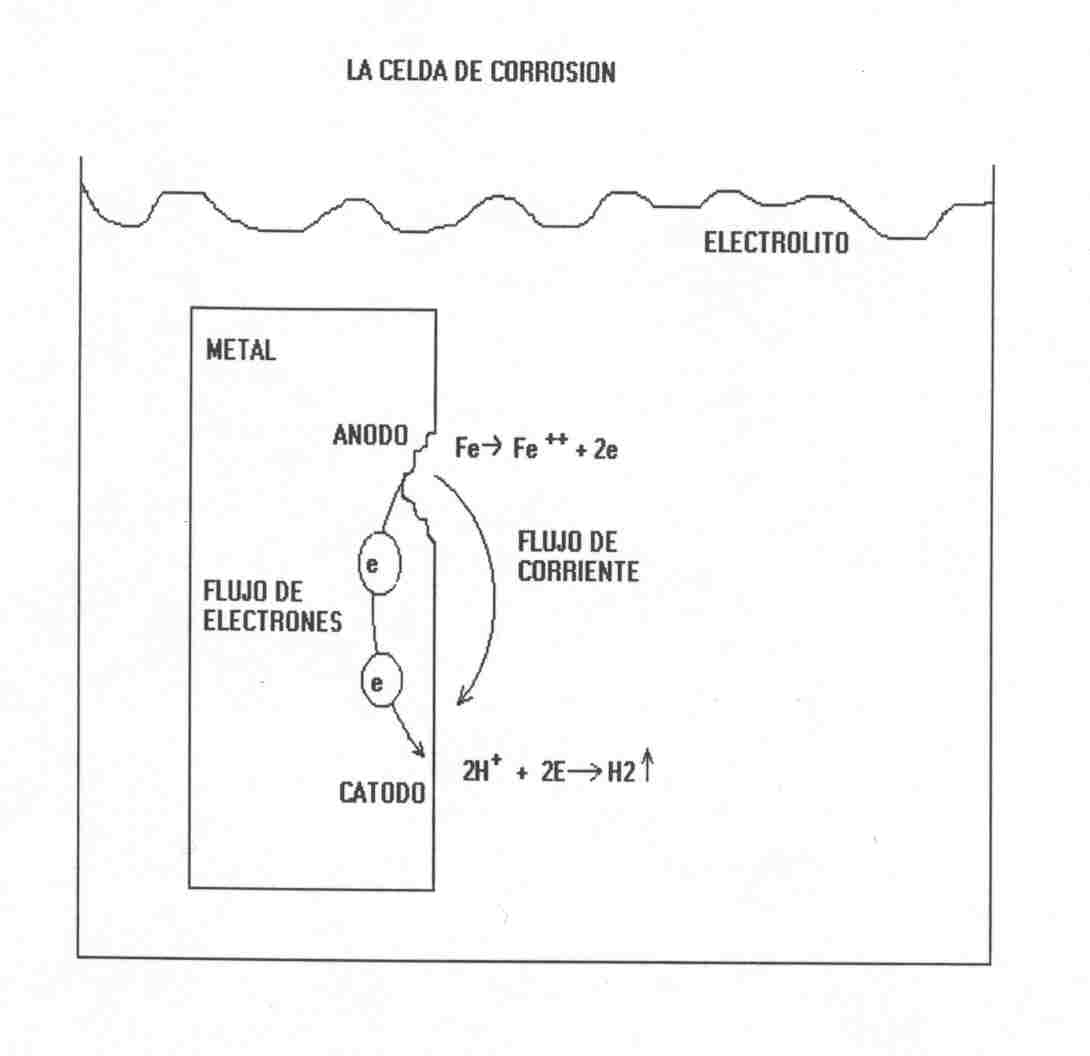 LA CELDA DE CORROSION
ELECTROLITO
METAL
ANODO
Fe→ Fe ++ + 2e
e
FLUJO DE
CORRIENTE
FLUJO DE
ELECTRONES
e
2H+ + 2E→H2↑
CATODO